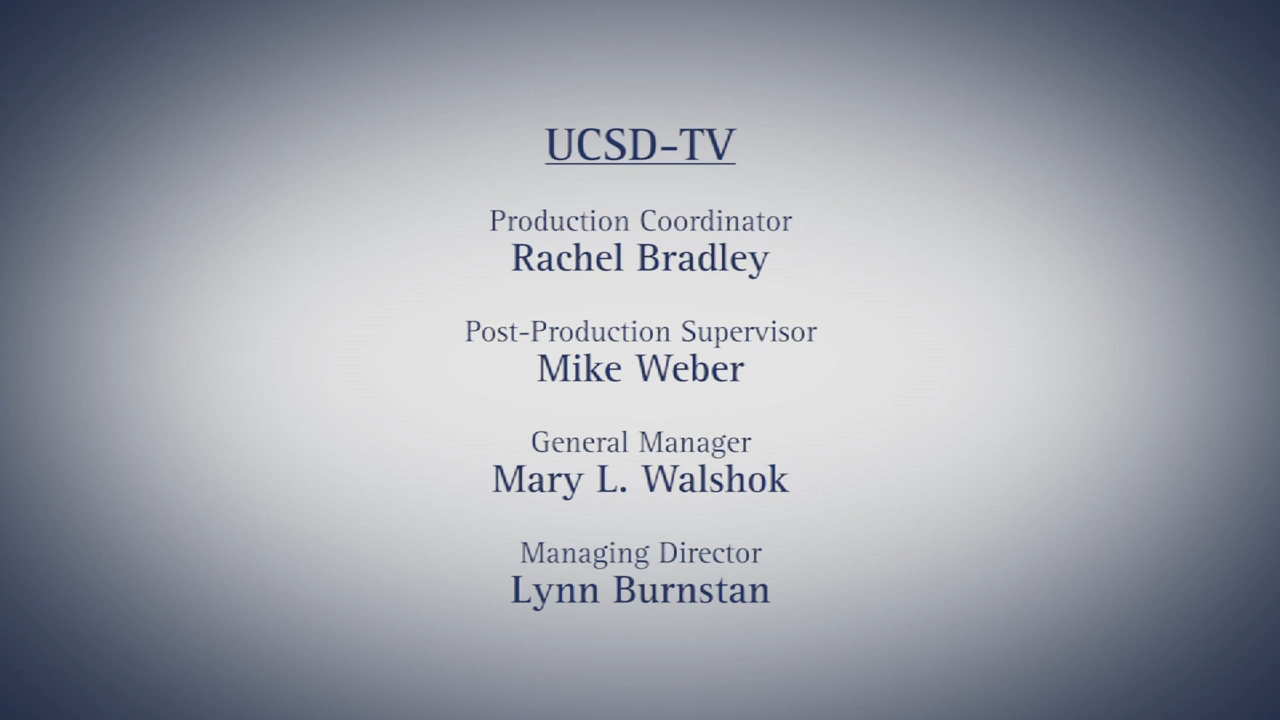 UCSD-TV
Production Coordinator
Rachel Bradley
Post-Production Supervisor
Mike Weber
General Manager
Mary L. Walshok
Managing Director
Lynn Burnstan